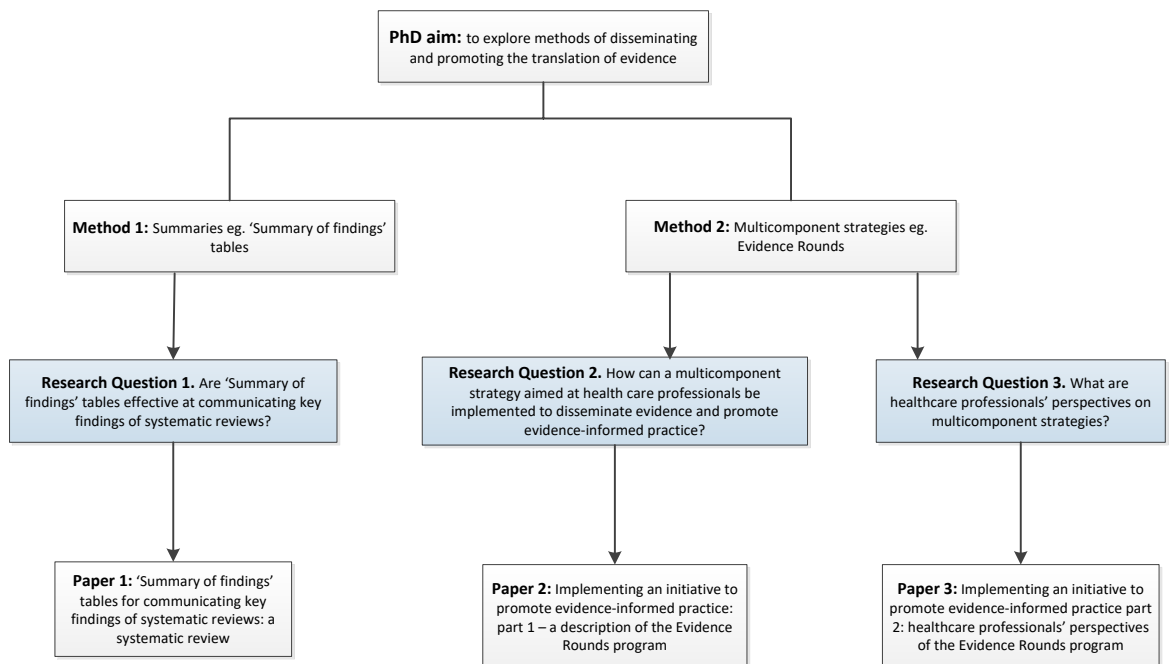 PhD aim: to explore methods of disseminating
and promoting the translation of evidence
Method 1: Summaries eg. ‘Summary of findings’
tables
Method 2: Multicomponent strategies eg.
Evidence Rounds
Research Question 1. Are ‘Summary of
findings’ tables effective at communicating key
findings of systematic reviews?
Research Question 2. How can a multicomponent
strategy aimed at health care professionals be
implemented to disseminate evidence and promote
evidence-informed practice?
Research Question 3. What are
healthcare professionals’ perspectives on
multicomponent strategies?
Paper 1: ‘Summary of findings’
tables for communicating key
findings of systematic reviews: a
systematic review
Paper 2: Implementing an initiative to
promote evidence-informed practice:
part 1 – a description of the Evidence
Rounds program
Paper 3: Implementing an initiative to
promote evidence-informed practice part
2: healthcare professionals’ perspectives
of the Evidence Rounds program